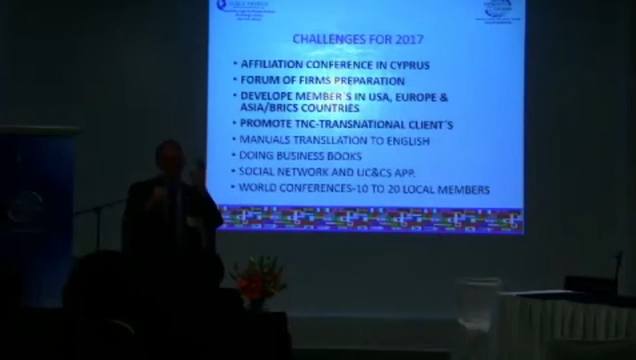 CHALLENGES FOR 2017
• AFFILIATION CONFERENCE IN CYPRUS
• FORUM OF FIRMS PREPARATION
• DEVELOPE MEMBER´S IN USA, EUROPE &
ASIA/BRICS COUNTRIES
• PROMOTE TNC-TRANSNATIONAL CLIENT´S
• MANUALS TRANSLLATION TO ENGLISH
• DOING BUSINESS BOOKS
• SOCIAL NETWORK AND UC&CS APP.
• WORLD CONFERENCES-10 TO 20 LOCAL MEMBERS